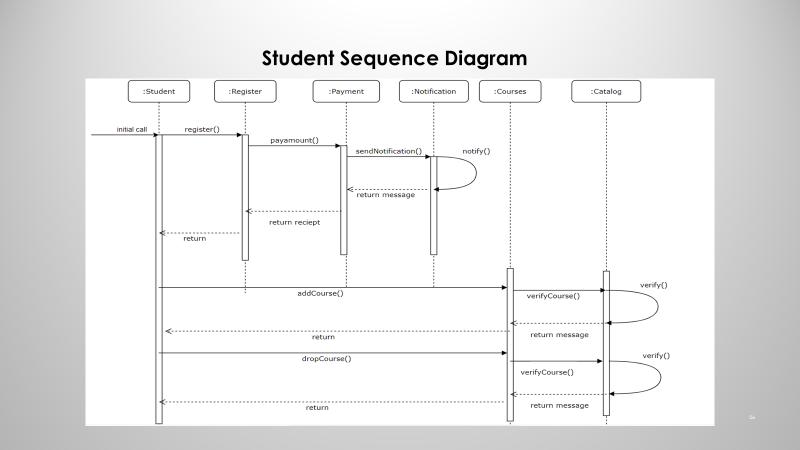 Student Sequence Diagram
:Student
:Register
:Payment
:Notification
:Courses
:Catalog
initial call
register()
payamount()
sendNotification()
notify()
return message
return reciept
return
addCourse()
verifyCourse()
verify()
return message
return
dropCourse()
verifyCourse()
verify()
return message
return